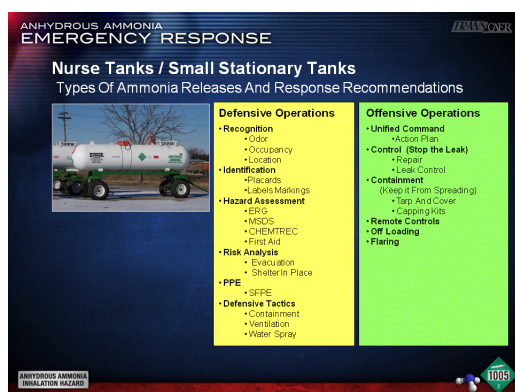 ANHYDROUS AMMONIA
EMERGENCY RESPONSE
TRANSCAER
Nurse Tanks / Small Stationary Tanks
Types Of Ammonia Releases And Response Recommendations
Defensive Operations
• Recognition
• Odor
• Occupancy
• Location
• Identification
• Placards
• Labels Markings
• Hazard Assessment
• ERG
• MSDS
• CHEMTREC
• First Aid
• Risk Analysis
• Evacuation
• Shelter In Place
• PPE
• SFPE
• Defensive Tactics
• Containment
• Ventilation
• Water Spray
Offensive Operations
• Unified Command
• Action Plan
• Control (Stop the Leak)
• Repair
• Leak Control
• Containment
(Keep it From Spreading)
• Tarp And Cover
• Capping Kits
• Remote Controls
• Off Loading
• Flaring
ANHYDROUS AMMONIA
INHALATION HAZARD
1005
2